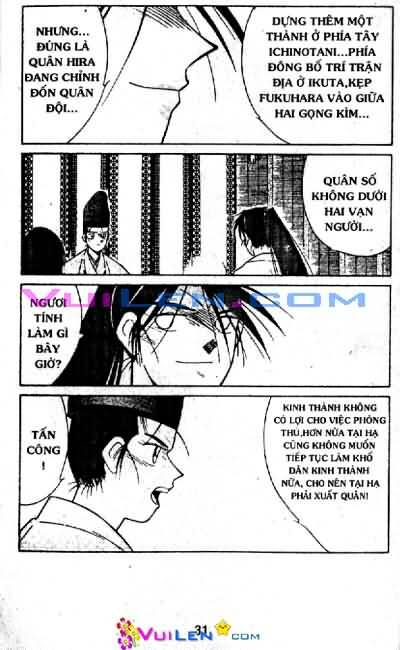 NHƯNG...
ĐÚNG LÀ
QUÂN HIRA
ĐANG CHỈNH
ĐỐN QUÂN
ĐỘI...
DỰNG THÊM MỘT
THÀNH Ở PHÍA TÂY
ICHINOTANI...PHÍA
ĐÔNG BỐ TRÍ TRẬN
ĐỊA Ở IKUTA,KẸP
FUKUHARA VÀO GIỮA
HAI GỌNG KÌM...
QUÂN SỐ
KHÔNG DƯỚI
HAI VẠN
NGƯỜI...
NGƯƠI
TÍNH
LÀM GÌ
BÂY
GIỜ?
VUILEN.COM
TẤN
CÔNG
!
KINH THÀNH KHÔNG
CÓ LỢI CHO VIỆC PHÒNG
THU,HƠN NỮA TẠI HẠ
CŨNG KHÔNG MUỐN
TIẾP TỤC LÀM KHỔ
DÂN KINH THÀNH
NỮA, CHO NÊN TẠI HẠ
PHẢI XUẤT QUÂN!
31
VUILEN.COM